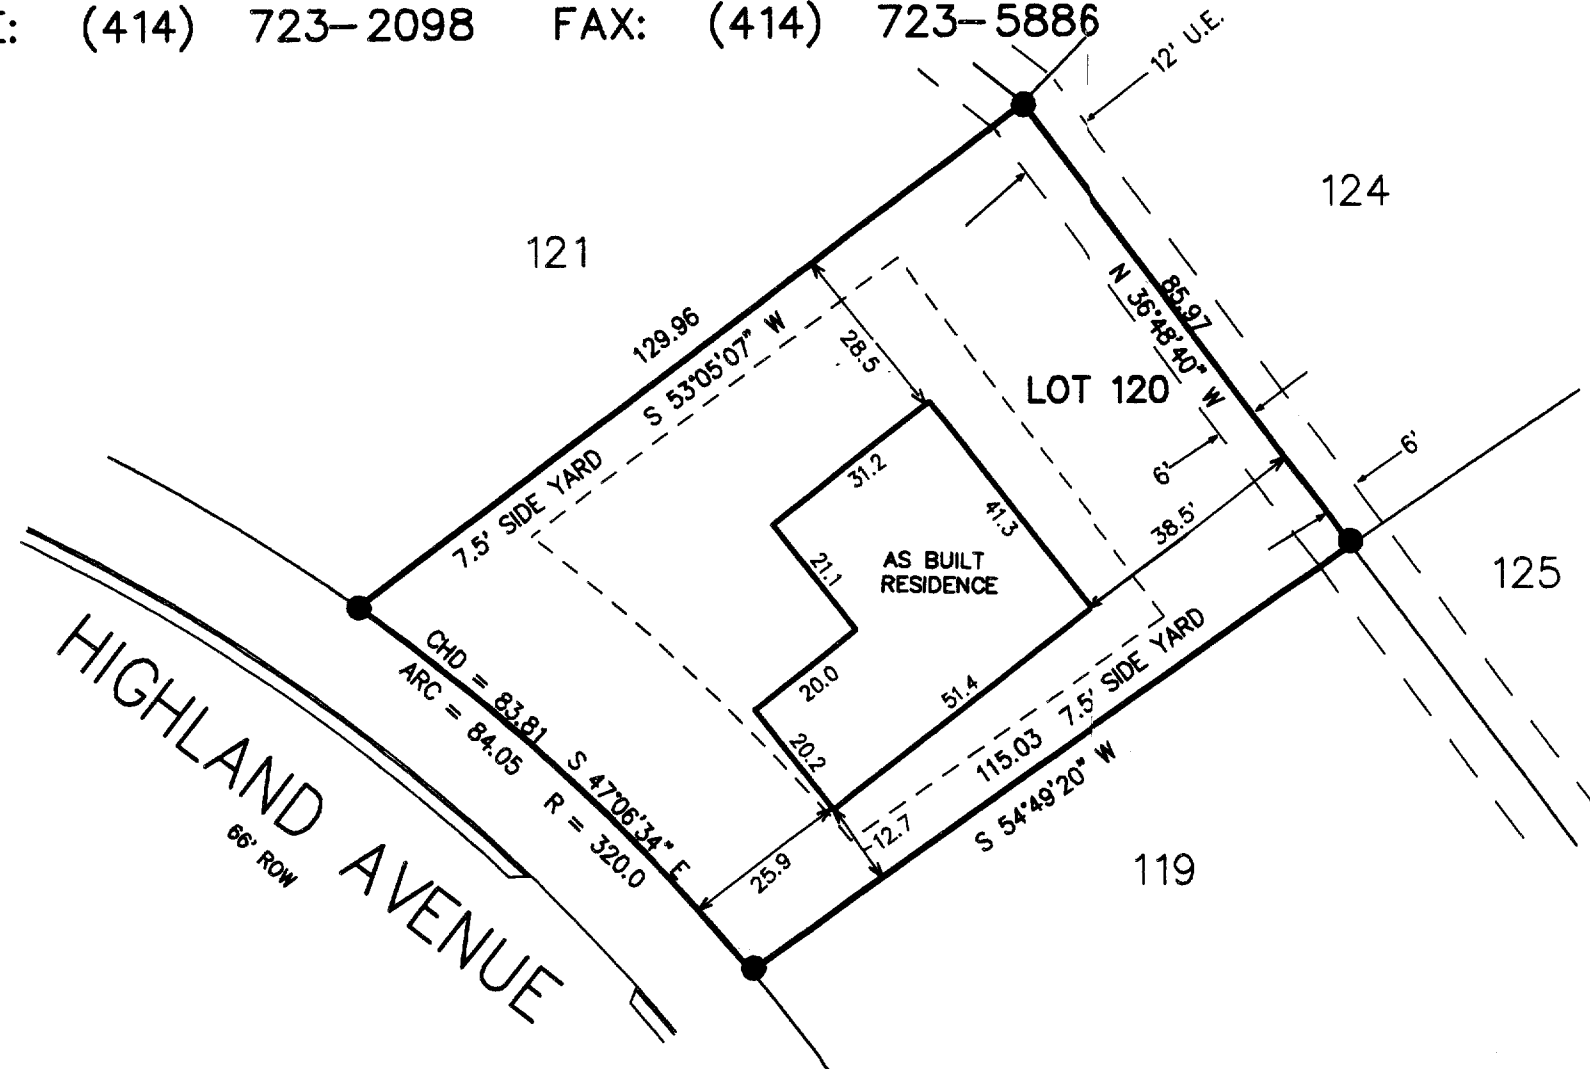 : (414) 723-2098 FAX: (414) 723-5886
12' U.E.
124
121
129.96
S 53°05'07" W
7.5' SIDE YARD
28.5
N 36°48'40" W
85.97
LOT 120
6'
6'
38.5'
31.2
41.3
21.1
AS BUILT
RESIDENCE
20.0
51.4
20.2
125
CHD = 83.81 S 47°06'34" E
ARC = 84.05 R = 320.0
115.03 7.5' SIDE YARD
S 54°49'20" W
12.7
25.9
119
HIGHLAND AVENUE
66' ROW